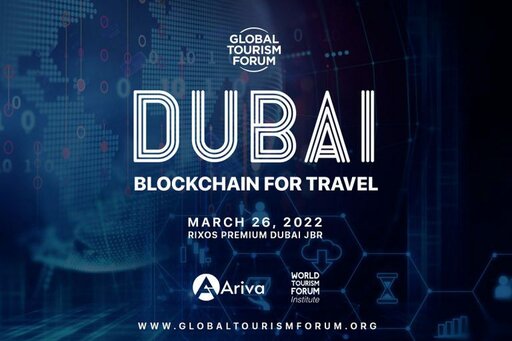 GLOBAL
TOURISM
FORUM
DUBAI
BLOCKCHAIN FOR TRAVEL
MARCH 26, 2022
RIXOS PREMIUM DUBAI JBR
Ariva
WORLD
TOURISM
FORUM
Institute
WWW.GLOBALTOURISMFORUM.ORG